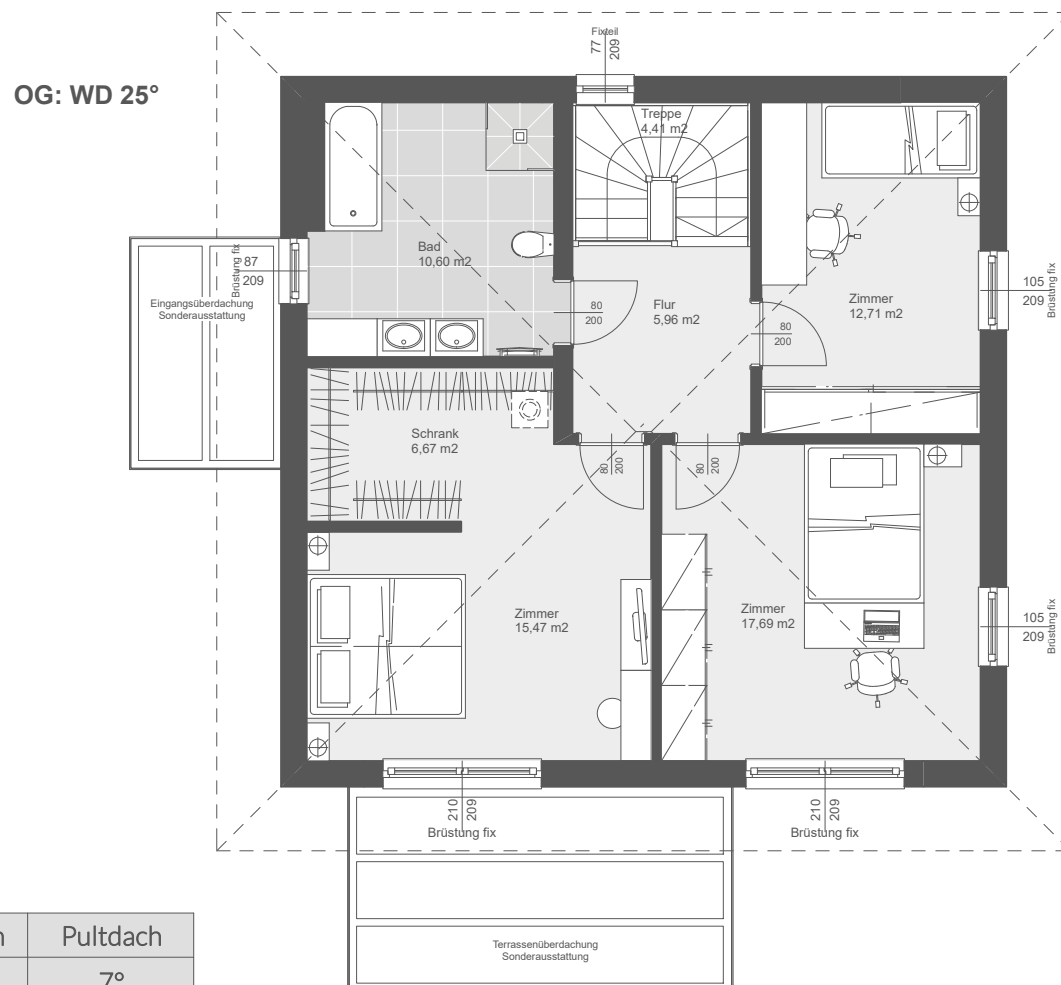 OG: WD 25°
Fixteil
77
209
Treppe
4,41 m2
Bad
10,60 m2
Brüstung fix
87
209
Eingangsüberdachung
Sonderausstattung
80
200
Flur
5,96 m2
80
200
Zimmer
12,71 m2
105
209
Brüstung fix
Schrank
6,67 m2
80
200
80
200
Zimmer
15,47 m2
Zimmer
17,69 m2
105
209
Brüstung fix
210
209
Brüstung fix
210
209
Brüstung fix
Terrassenüberdachung
Sonderausstattung
Pultdach
7°